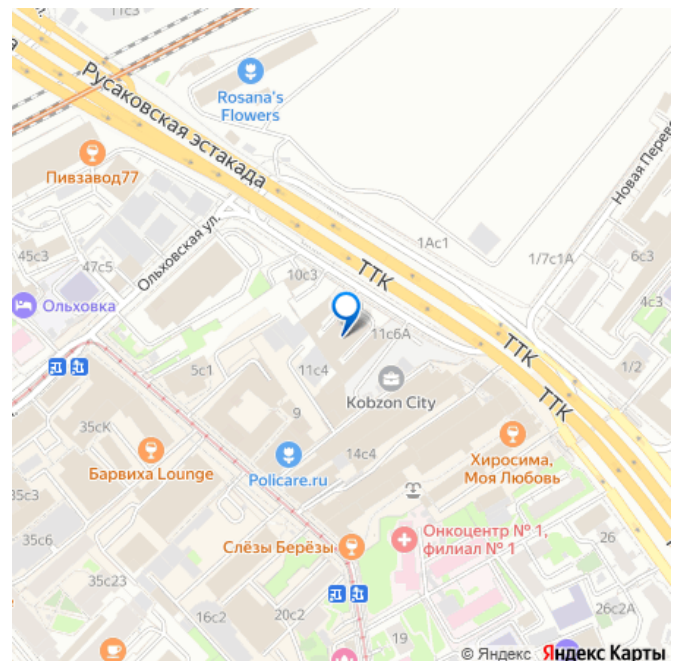 11с3
Русаковская эстакада
Rosana's
Flowers
Пивзавод77
Новая Перев
Ольховская ул.
1Ас1
1/7с1А
6с3
45с3
47с5
10с3
ТТК
4с3
Ольховка
11с6А
ТТК
5с1
11с4
Kobzon City
1/2
ТТК
35сК
9
14с4
Барвиха Lounge
Policare.ru
Хиросима,
Моя Любовь
35с3
35с6
Слёзы Берёзы
Онкоцентр № 1,
филиал № 1
26
35с23
16с2
20с2
19
26с2А
© Яндекс Яндекс Карты